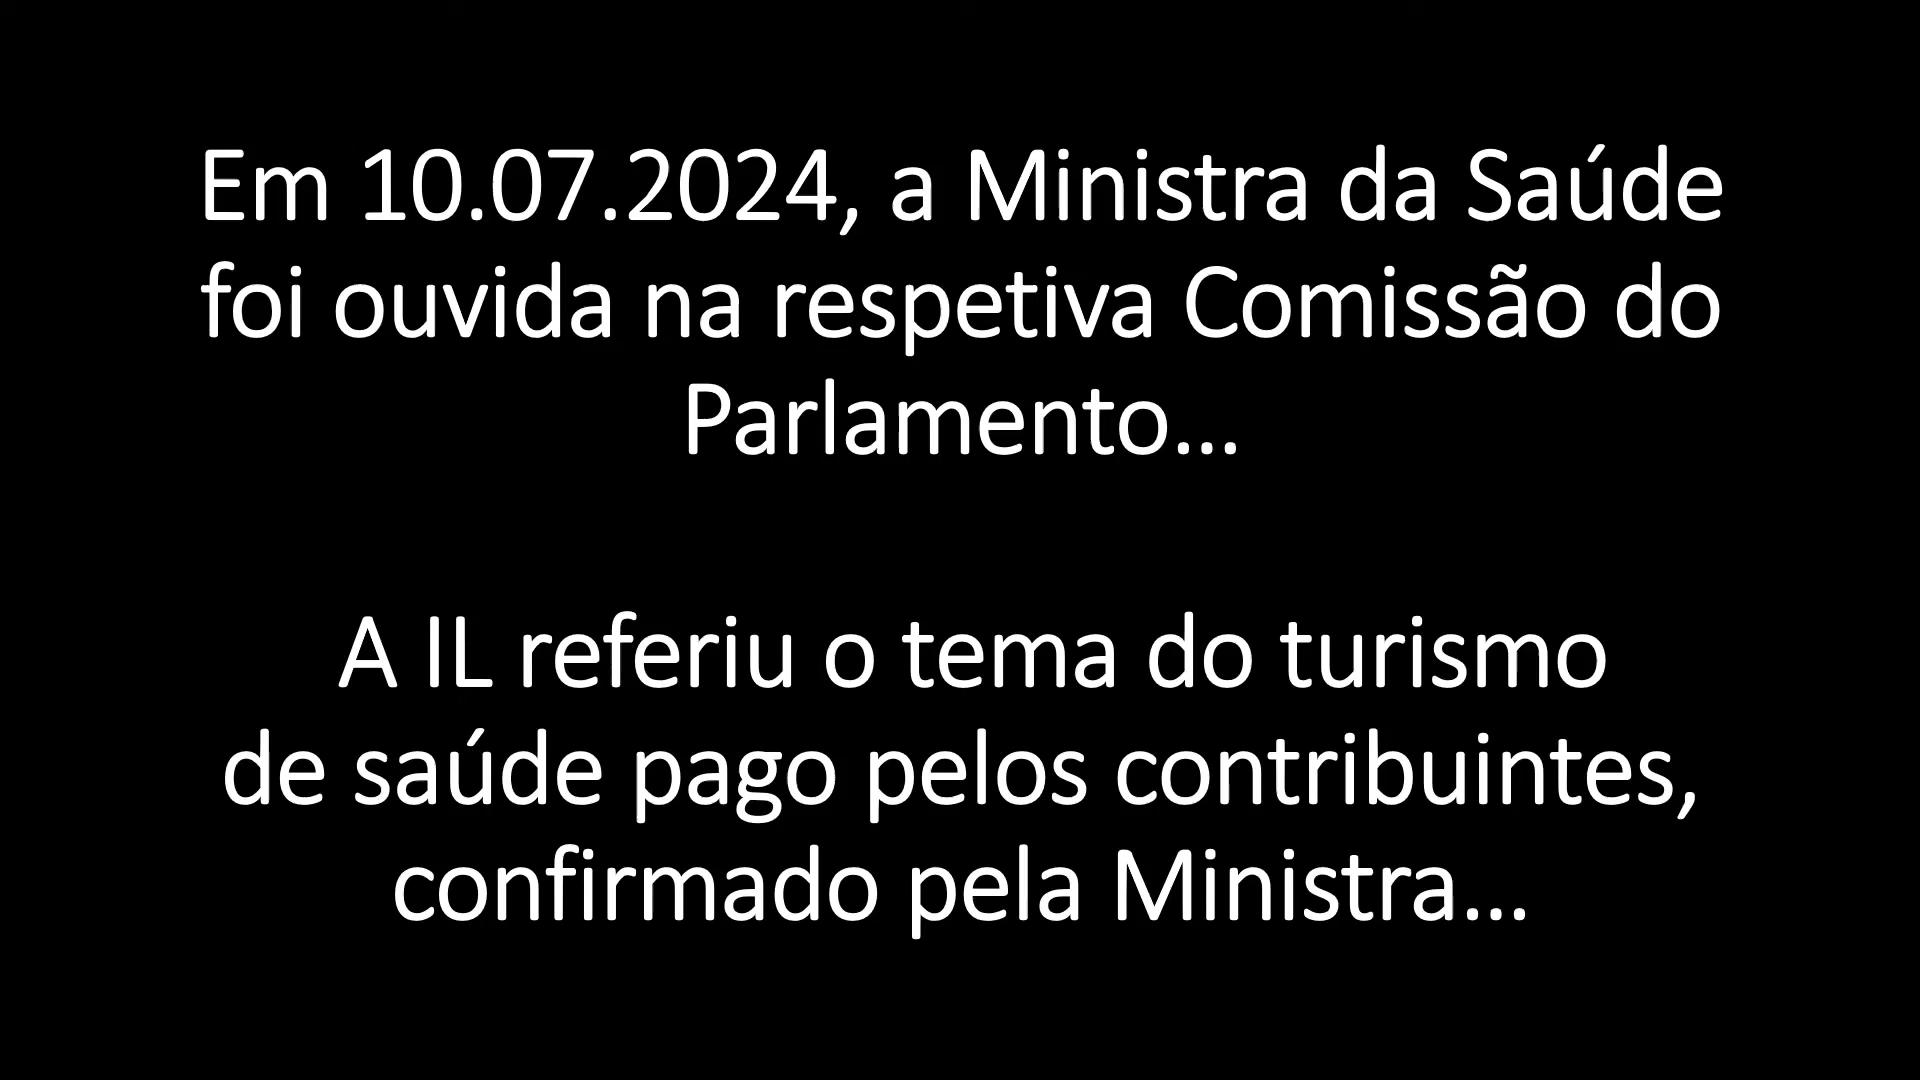 Em 10.07.2024, a Ministra da Saúde
foi ouvida na respetiva Comissão do
Parlamento…
A IL referiu o tema do turismo
de saúde pago pelos contribuintes,
confirmado pela Ministra…